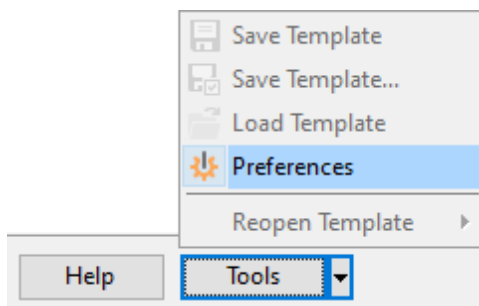 Save Template
Save Template...
Load Template
Preferences
Reopen Template
Help
Tools